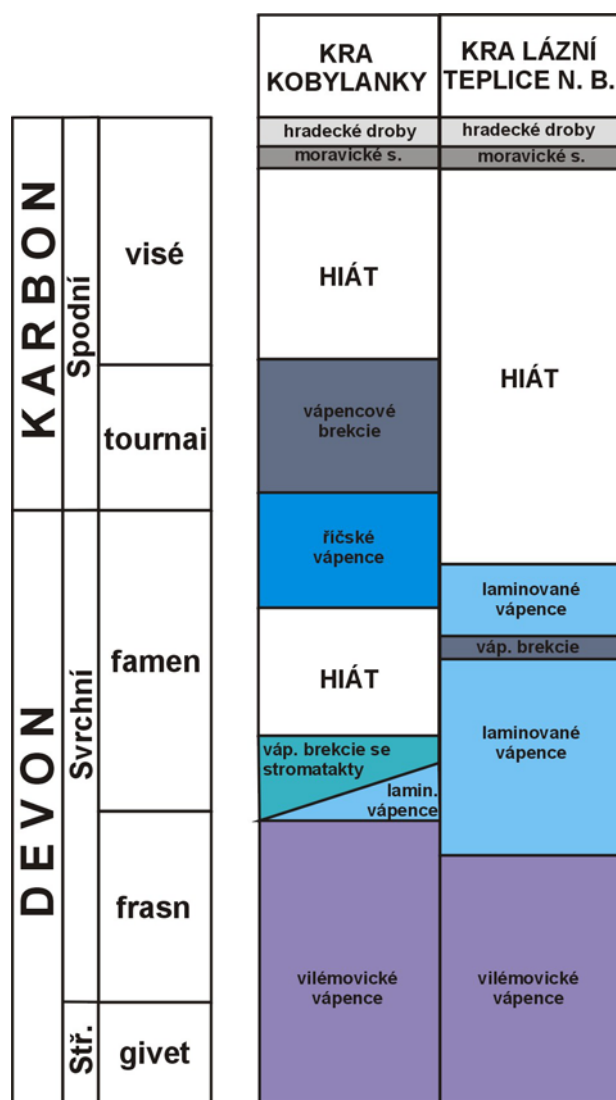 KRA
KOBYLANKY
KRA LÁZNÍ
TEPLICE N. B.
KARBON
Spodní
visé
tournai
DEVON
Svrchní
famen
frasn
Stř.
givet
hradecké droby
moravické s.
HIÁT
vápencové
brekcie
říčské
vápence
HIÁT
váp. brekcie se
stromatakty
lamin.
vápence
vilémovické
vápence
hradecké droby
moravické s.
HIÁT
laminované
vápence
váp. brekcie
laminované
vápence
vilémovické
vápence